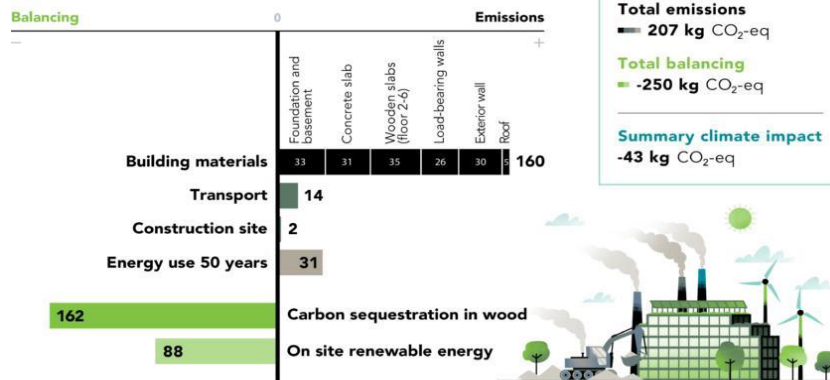 Balancing
0
Emissions
−
+
Foundation and
basement
Concrete slab
Wooden slabs
(floor 2-6)
Load-bearing walls
Exterior wall
Roof
Building materials
33
31
35
26
30
5
160
Transport
14
Construction site
2
Energy use 50 years
31
162
Carbon sequestration in wood
88
On site renewable energy
Total emissions
207 kg CO₂-eq
Total balancing
-250 kg CO₂-eq
Summary climate impact
-43 kg CO₂-eq